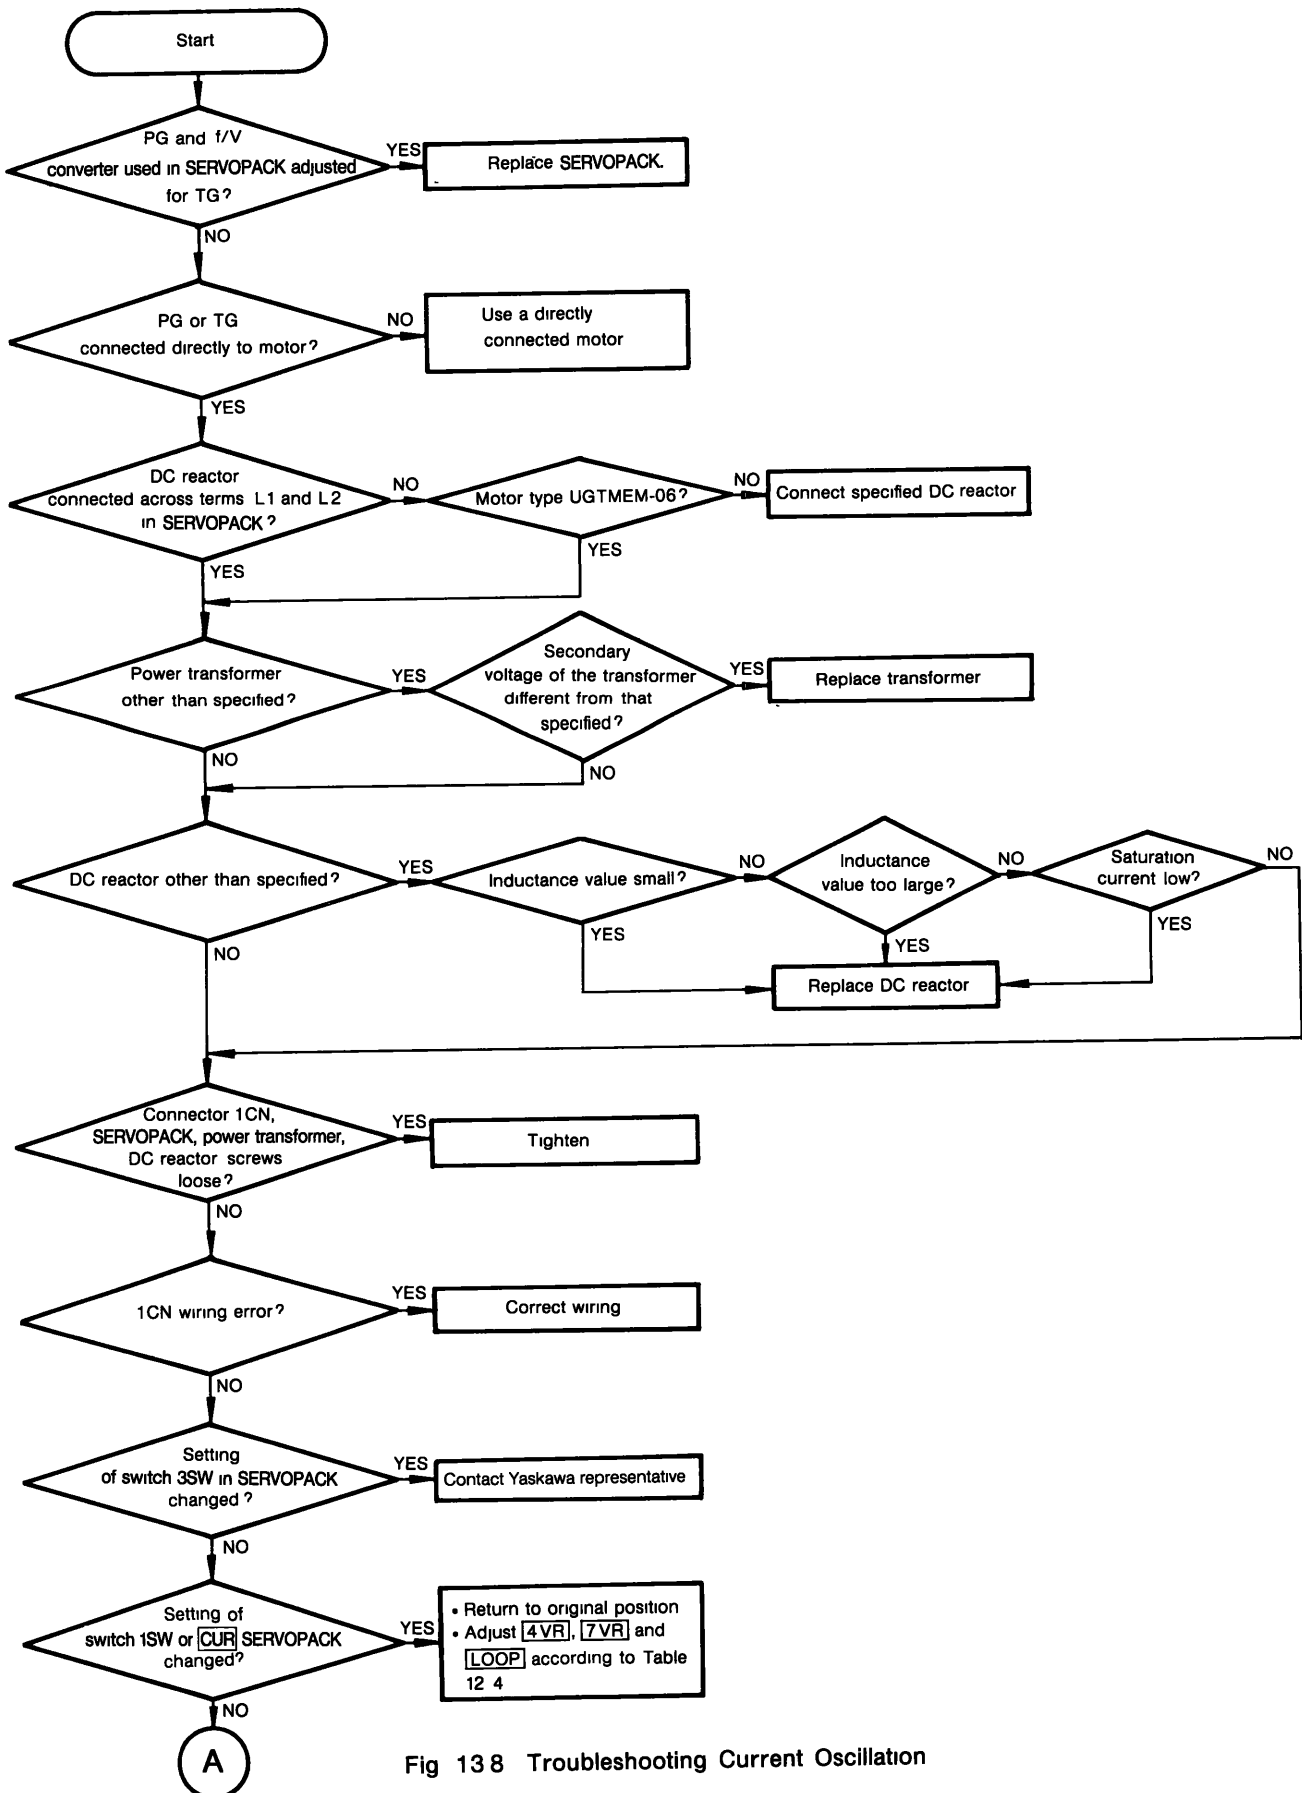 Start
PG and f/V
converter used in SERVOPACK adjusted
for TG?
YES
Replace SERVOPACK.
NO
PG or TG
connected directly to motor?
NO
Use a directly
connected motor
YES
DC reactor
connected across terms L1 and L2
in SERVOPACK?
NO
Motor type UGTMEM-06?
NO
Connect specified DC reactor
YES
YES
Power transformer
other than specified?
YES
Secondary
voltage of the transformer
different from that
specified?
YES
Replace transformer
NO
NO
DC reactor other than specified?
YES
Inductance value small?
NO
Inductance
value too large?
NO
Saturation
current low?
NO
YES
YES
YES
Replace DC reactor
NO
Connector 1CN,
SERVOPACK, power transformer,
DC reactor screws
loose?
YES
Tighten
NO
1CN wiring error?
YES
Correct wiring
NO
Setting
of switch 3SW in SERVOPACK
changed?
YES
Contact Yaskawa representative
NO
Setting of
switch 1SW or CUR SERVOPACK
changed?
YES
• Return to original position
• Adjust 4VR, 7VR and
LOOP according to Table
12 4
NO
A
Fig 13 8 Troubleshooting Current Oscillation